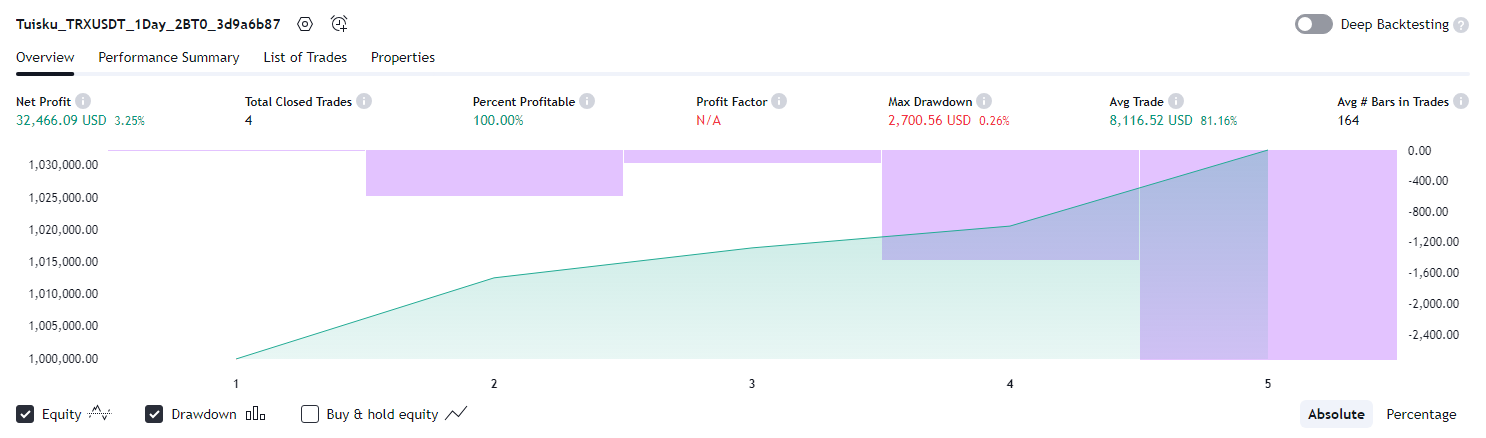 Tuisku_TRXUSDT_1Day_2BT0_3d9a6b87
Deep Backtesting
Overview Performance Summary List of Trades Properties
Net Profit Total Closed Trades Percent Profitable Profit Factor Max Drawdown Avg Trade Avg # Bars in Trades
32,466.09 USD 3.25% 4 100.00% N/A 2,700.56 USD 0.26% 8,116.52 USD 81.16% 164
1,030,000.00
1,025,000.00
1,020,000.00
1,015,000.00
1,010,000.00
1,005,000.00
1,000,000.00
0.00
-400.00
-800.00
-1,200.00
-1,600.00
-2,000.00
-2,400.00
1 2 3 4 5
Equity Drawdown Buy & hold equity Absolute Percentage